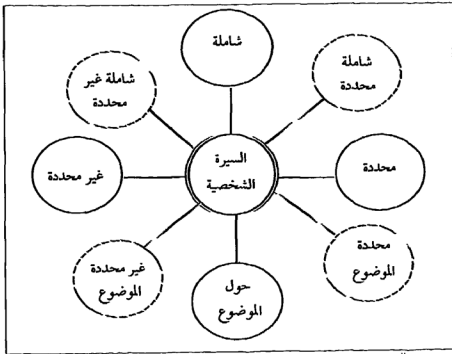 شاملة
شاملة
محددة
شاملة غير
محددة
السيرة
الشخصية
محددة
غير محددة
محددة
الموضوع
غير محددة
الموضوع
حول
الموضوع